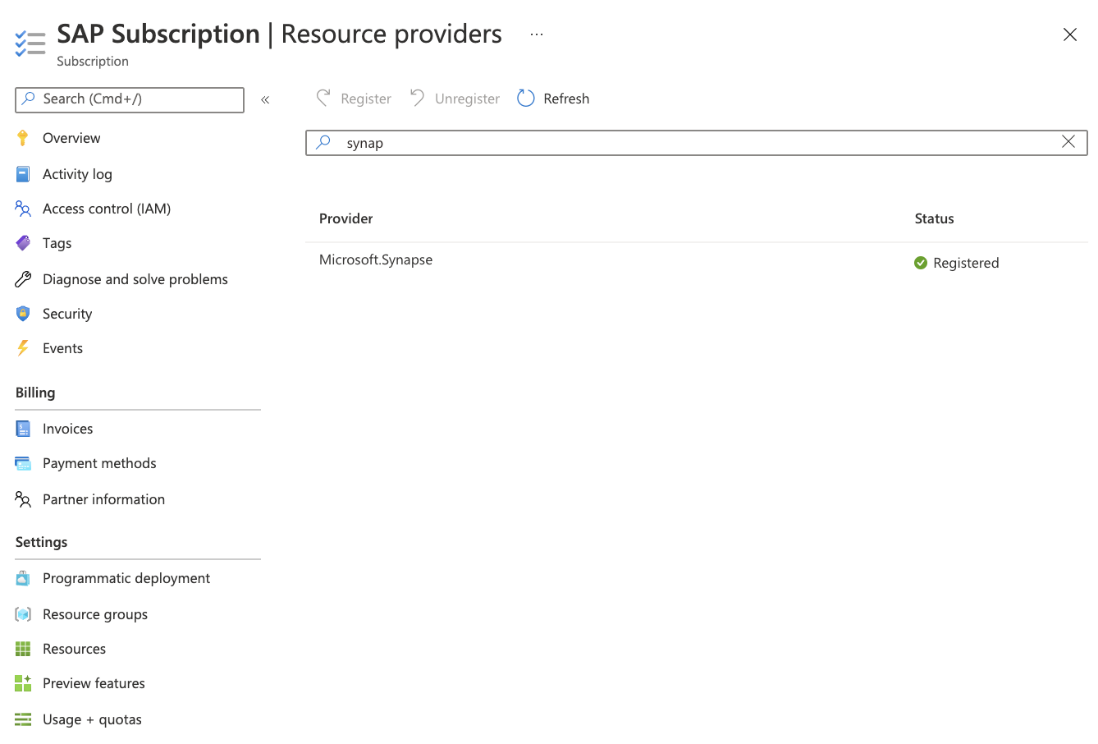 SAP Subscription | Resource providers ...
Subscription
Search (Cmd+/)
«
Overview
Activity log
Access control (IAM)
Tags
Diagnose and solve problems
Security
Events
Billing
Invoices
Payment methods
Partner information
Settings
Programmatic deployment
Resource groups
Resources
Preview features
Usage + quotas
Register Unregister Refresh
synap
Provider Status
Microsoft.Synapse Registered